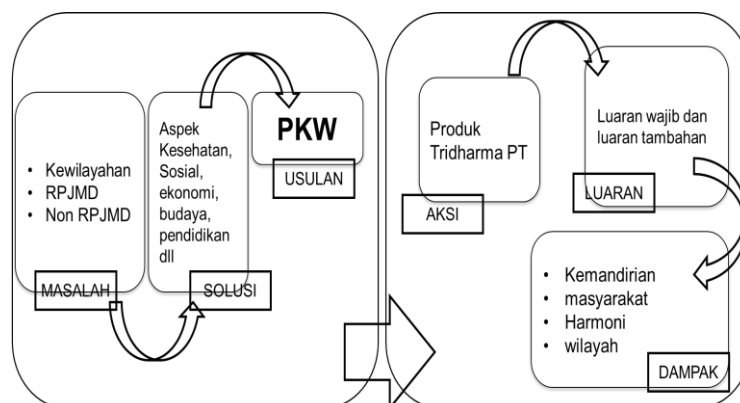 • Kewilayahan
• RPJMD
• Non RPJMD
MASALAH
Aspek
Kesehatan,
Sosial,
ekonomi,
budaya,
pendidikan
dll
SOLUSI
PKW
USULAN
Produk
Tridharma PT
AKSI
Luaran wajib dan
luaran tambahan
LUARAN
• Kemandirian
• masyarakat
• Harmoni
• wilayah
DAMPAK